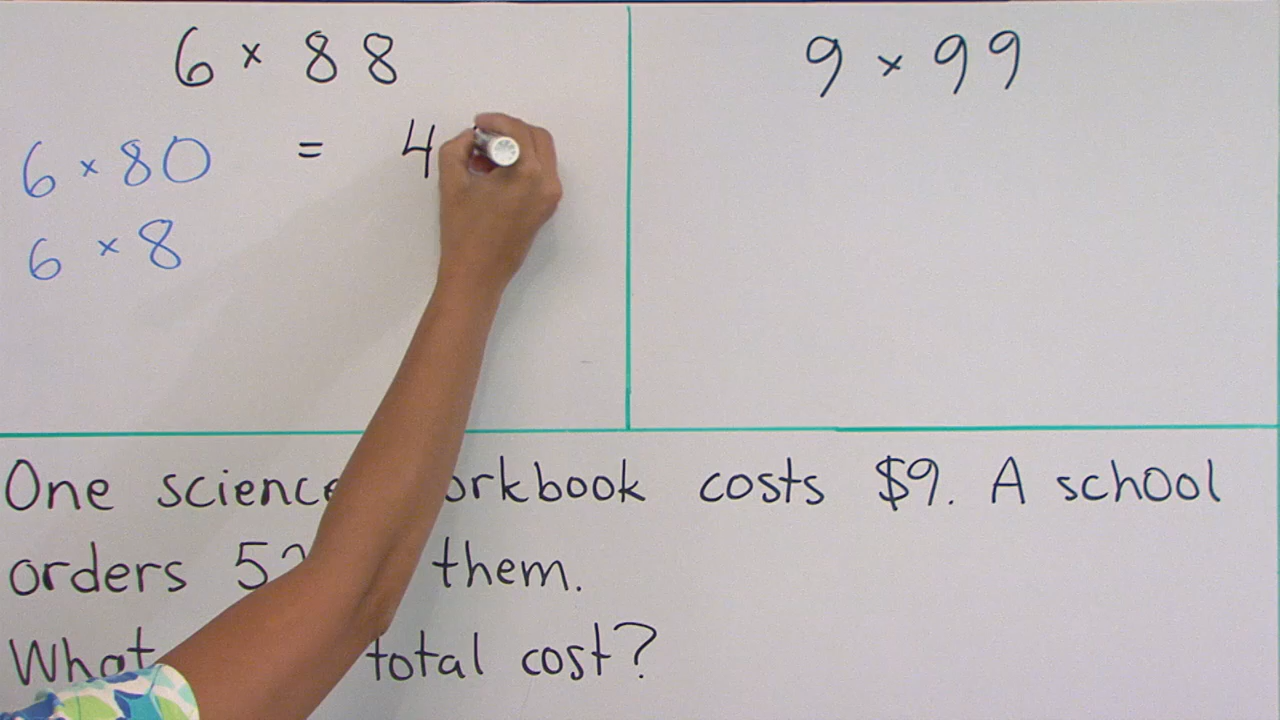 6 × 88
6 × 80 = 4
6 × 8
9 × 99
One science orkbook costs $9. A school
orders 5 them.
What total cost?